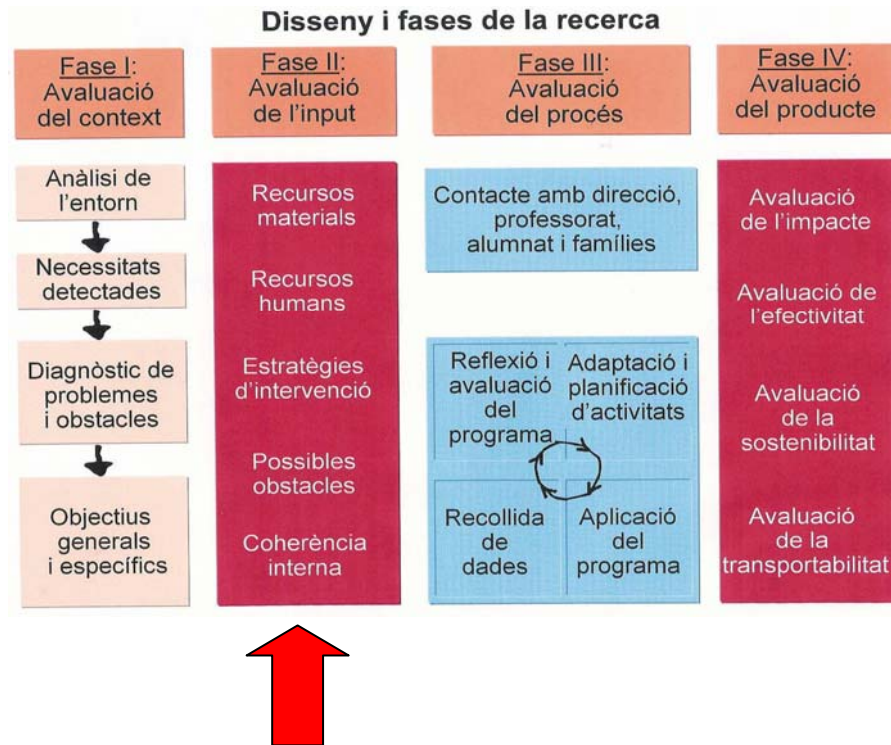 Disseny i fases de la recerca
Fase I:
Avaluació
del context
Fase II:
Avaluació
de l'input
Fase III:
Avaluació
del procés
Fase IV:
Avaluació
del producte
Anàlisi de
l'entorn
Necessitats
detectades
Diagnòstic de
problemes
i obstacles
Objectius
generals
i específics
Recursos
materials
Recursos
humans
Estratègies
d'intervenció
Possibles
obstacles
Coherència
interna
Contacte amb direcció,
professorat,
alumnat i famílies
Reflexió i
avaluació
del
programa
Adaptació i
planificació
d'activitats
Recollida
de
dades
Aplicació
del
programa
Avaluació
de l'impacte
Avaluació de
l'efectivitat
Avaluació
de la
sostenibilitat
Avaluació
de la
transportabilitat